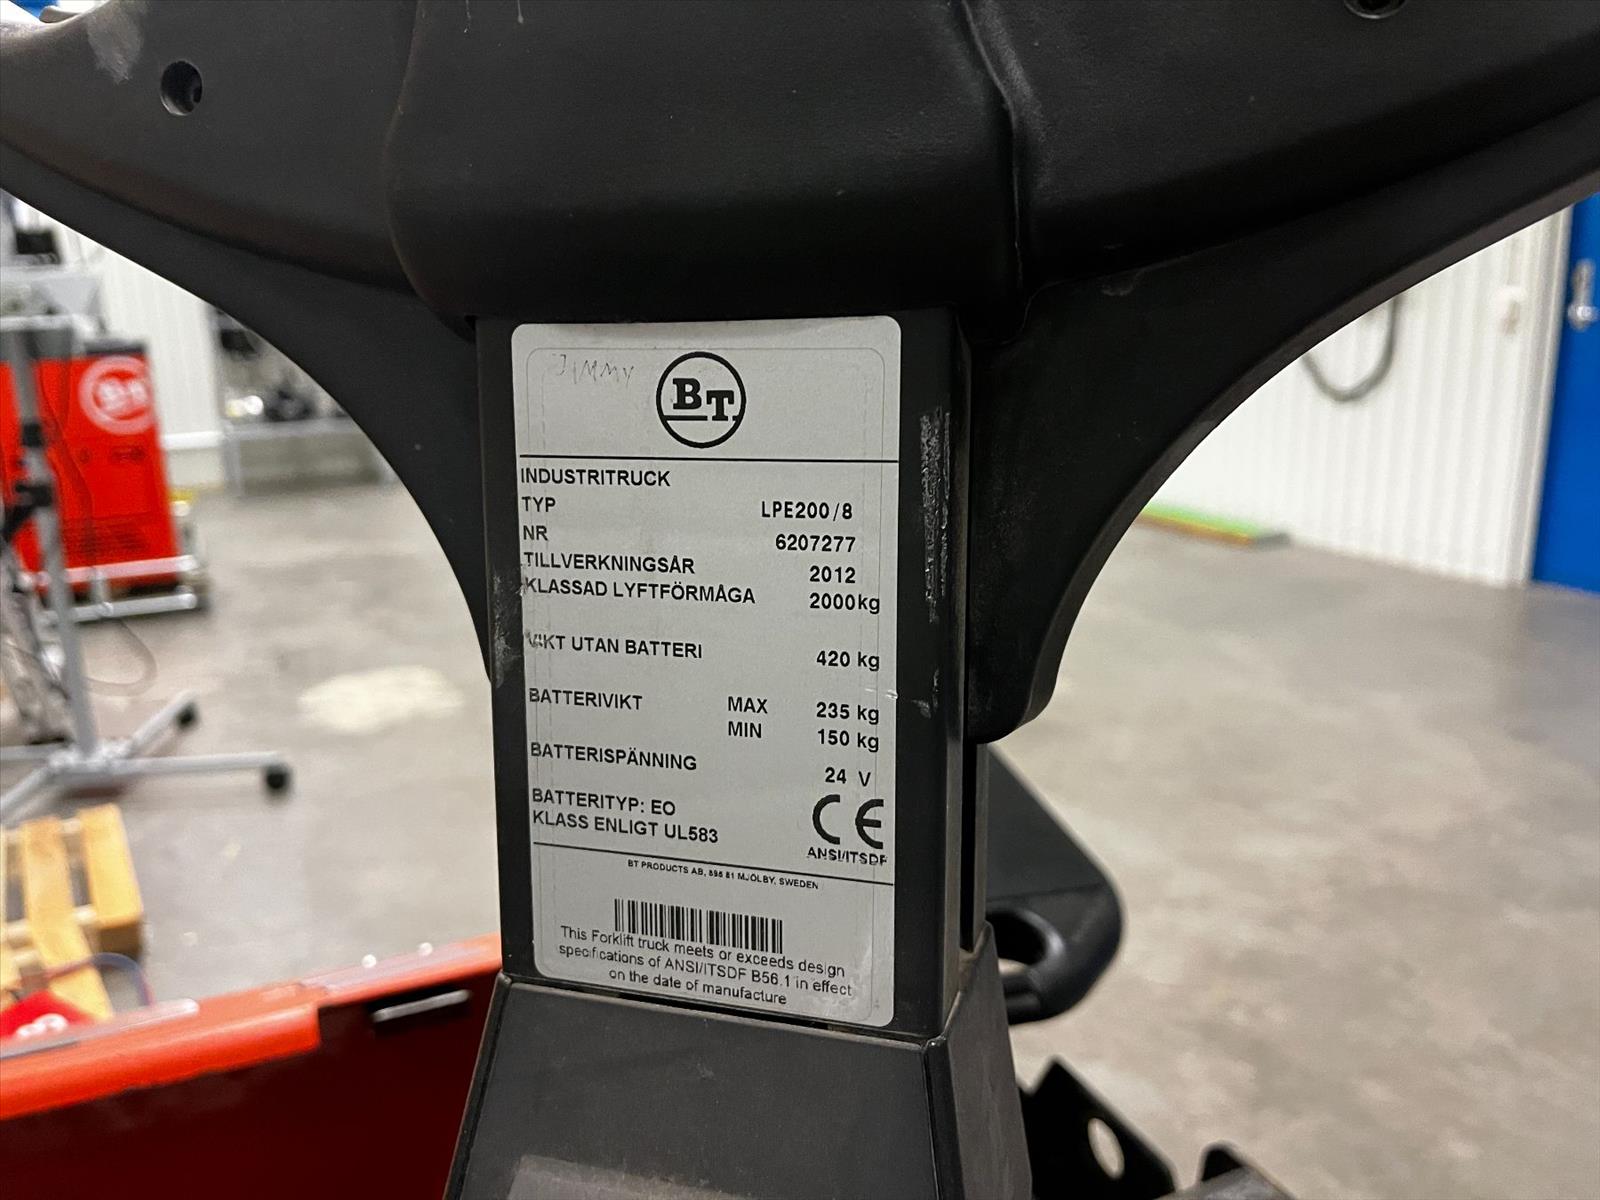 JIMMY
BT
INDUSTRITRUCK
TYP LPE200/8
NR 6207277
TILLVERKNINGSÅR 2012
KLASSAD LYFTFÖRMÅGA 2000kg
VIKT UTAN BATTERI 420 kg
BATTERIVIKT MAX 235 kg
MIN 150 kg
BATTERISPÄNNING 24 V
BATTERITYP: EO
KLASS ENLIGT UL583
CE
ANSI/ITSDF
BT PRODUCTS AB, 595 81 MJÖLBY, SWEDEN
This Forklift truck meets or exceeds design
specifications of ANSI/ITSDF B56.1 in effect
on the date of manufacture
BT